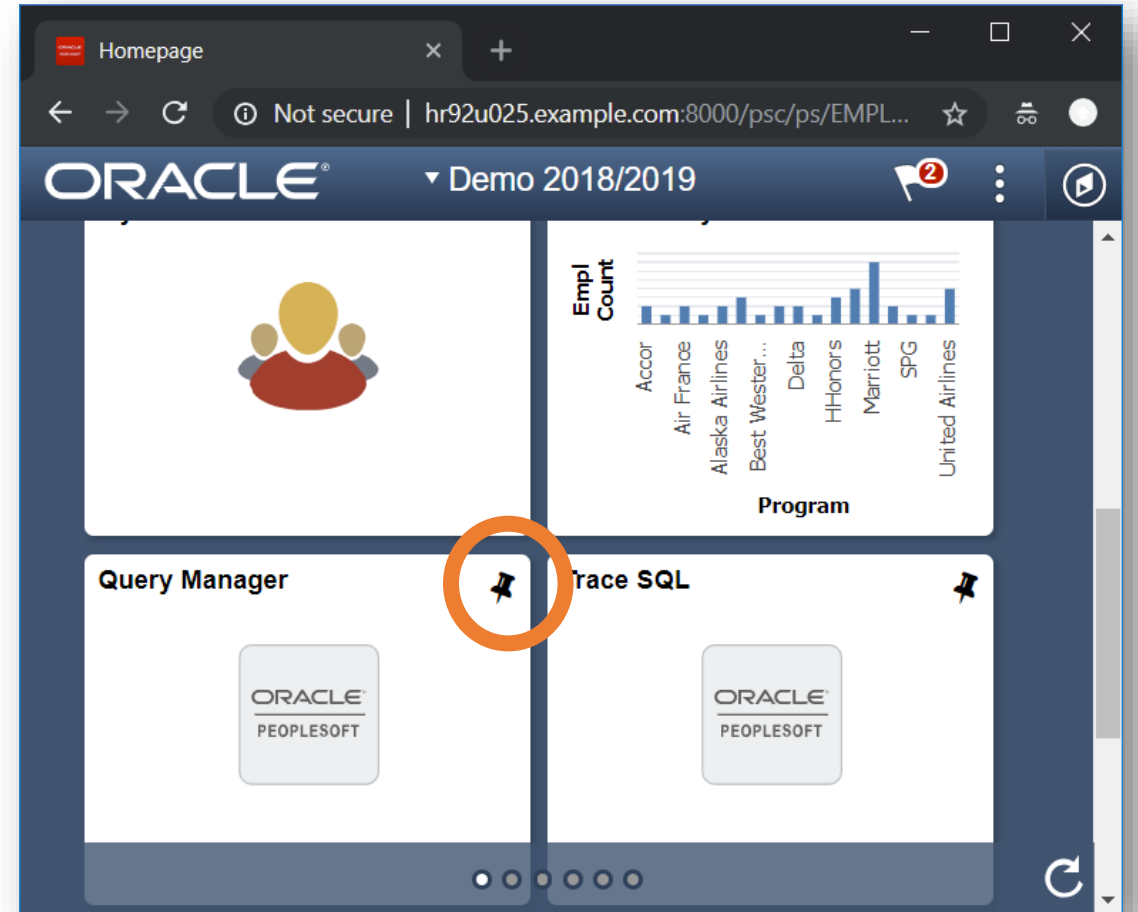 Homepage
Not secure | hr92u025.example.com:8000/psc/ps/EMPL...
ORACLE®
Demo 2018/2019
2
Empl
Count
Accor
Air France
Alaska Airlines
Best Wester...
Delta
HHonors
Marriott
SPG
United Airlines
Program
Query Manager
Trace SQL
ORACLE
PEOPLESOFT
ORACLE
PEOPLESOFT